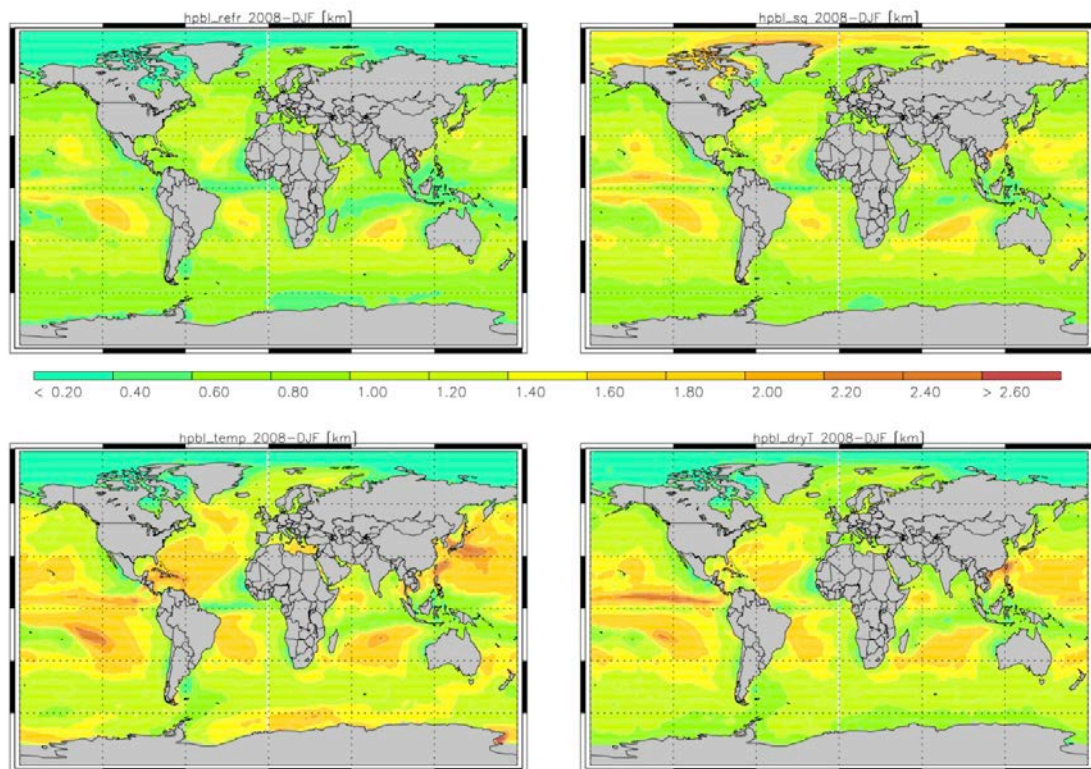 hpbl_refr 2008-DJF [km]
hpbl_sq 2008-DJF [km]
< 0.20 0.40 0.60 0.80 1.00 1.20 1.40 1.60 1.80 2.00 2.20 2.40 > 2.60
hpbl_temp 2008-DJF [km]
hpbl_dryT 2008-DJF [km]